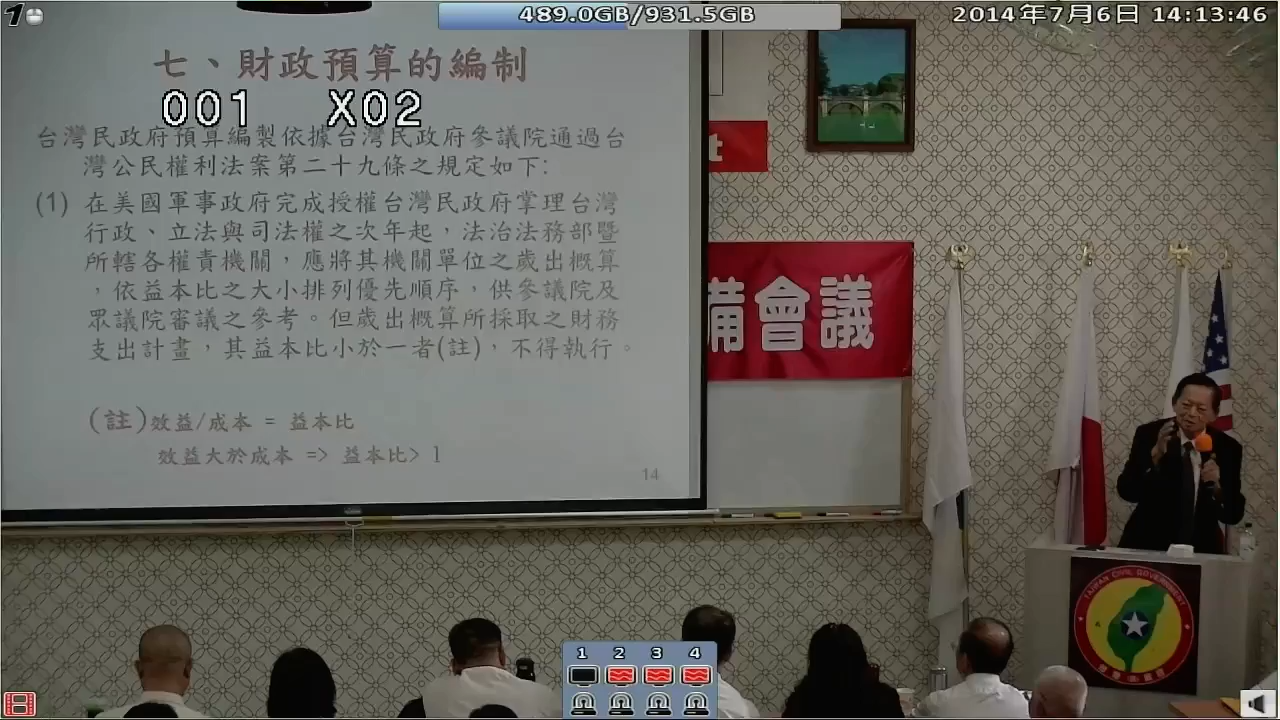 1
489.0GB/931.5GB
2014年7月6日 14:13:46
七、財政預算的編制
001 X02
台灣民政府預算編製依據台灣民政府參議院通過台
灣公民權利法案第二十九條之規定如下:
(1) 在美國軍事政府完成授權台灣民政府掌理台灣
行政、立法與司法權之次年起，法治法務部暨
所轄各權責機關，應將其機關單位之歲出概算
，依益本比之大小排列優先順序，供參議院及
眾議院審議之參考。但歲出概算所採取之財務
支出計畫，其益本比小於一者(註)，不得執行。
(註)效益/成本 = 益本比
效益大於成本 => 益本比> 1
14
t
備會議
TAIWAN CIVIL GOVERNMENT
1 2 3 4